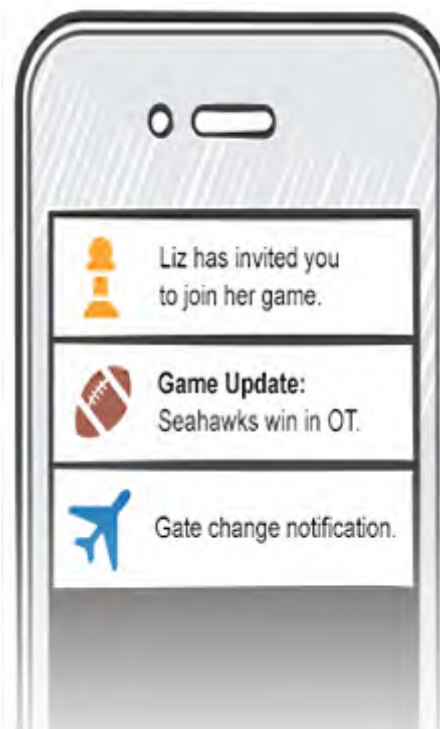 Liz has invited you
to join her game.
Game Update:
Seahawks win in OT.
Gate change notification.